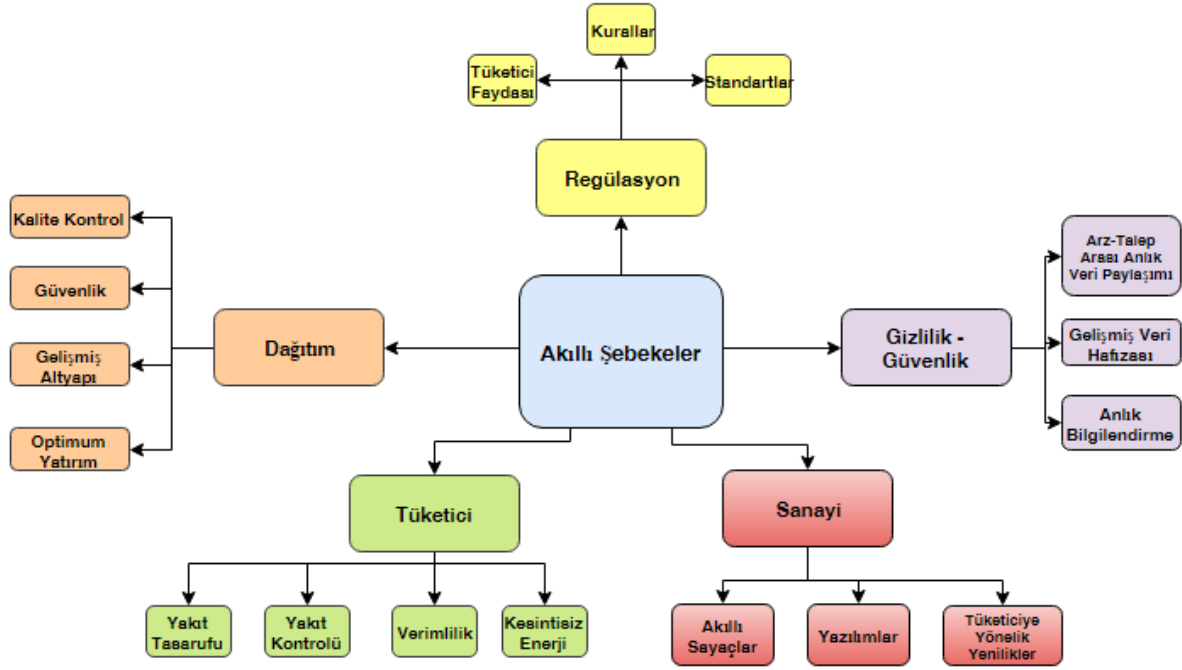 Kurallar
Tüketici
Faydası
Standartlar
Regülasyon
Kalite Kontrol
Güvenlik
Gelişmiş
Altyapı
Optimum
Yatırım
Dağıtım
Akıllı Şebekeler
Gizlilik -
Güvenlik
Arz-Talep
Arası Anlık
Veri Paylaşımı
Gelişmiş Veri
Hafızası
Anlık
Bilgilendirme
Tüketici
Yakıt
Tasarufu
Yakıt
Kontrolü
Verimlilik
Kesintisiz
Enerji
Sanayi
Akıllı
Sayaçlar
Yazılımlar
Tüketiciye
Yönelik
Yenilikler